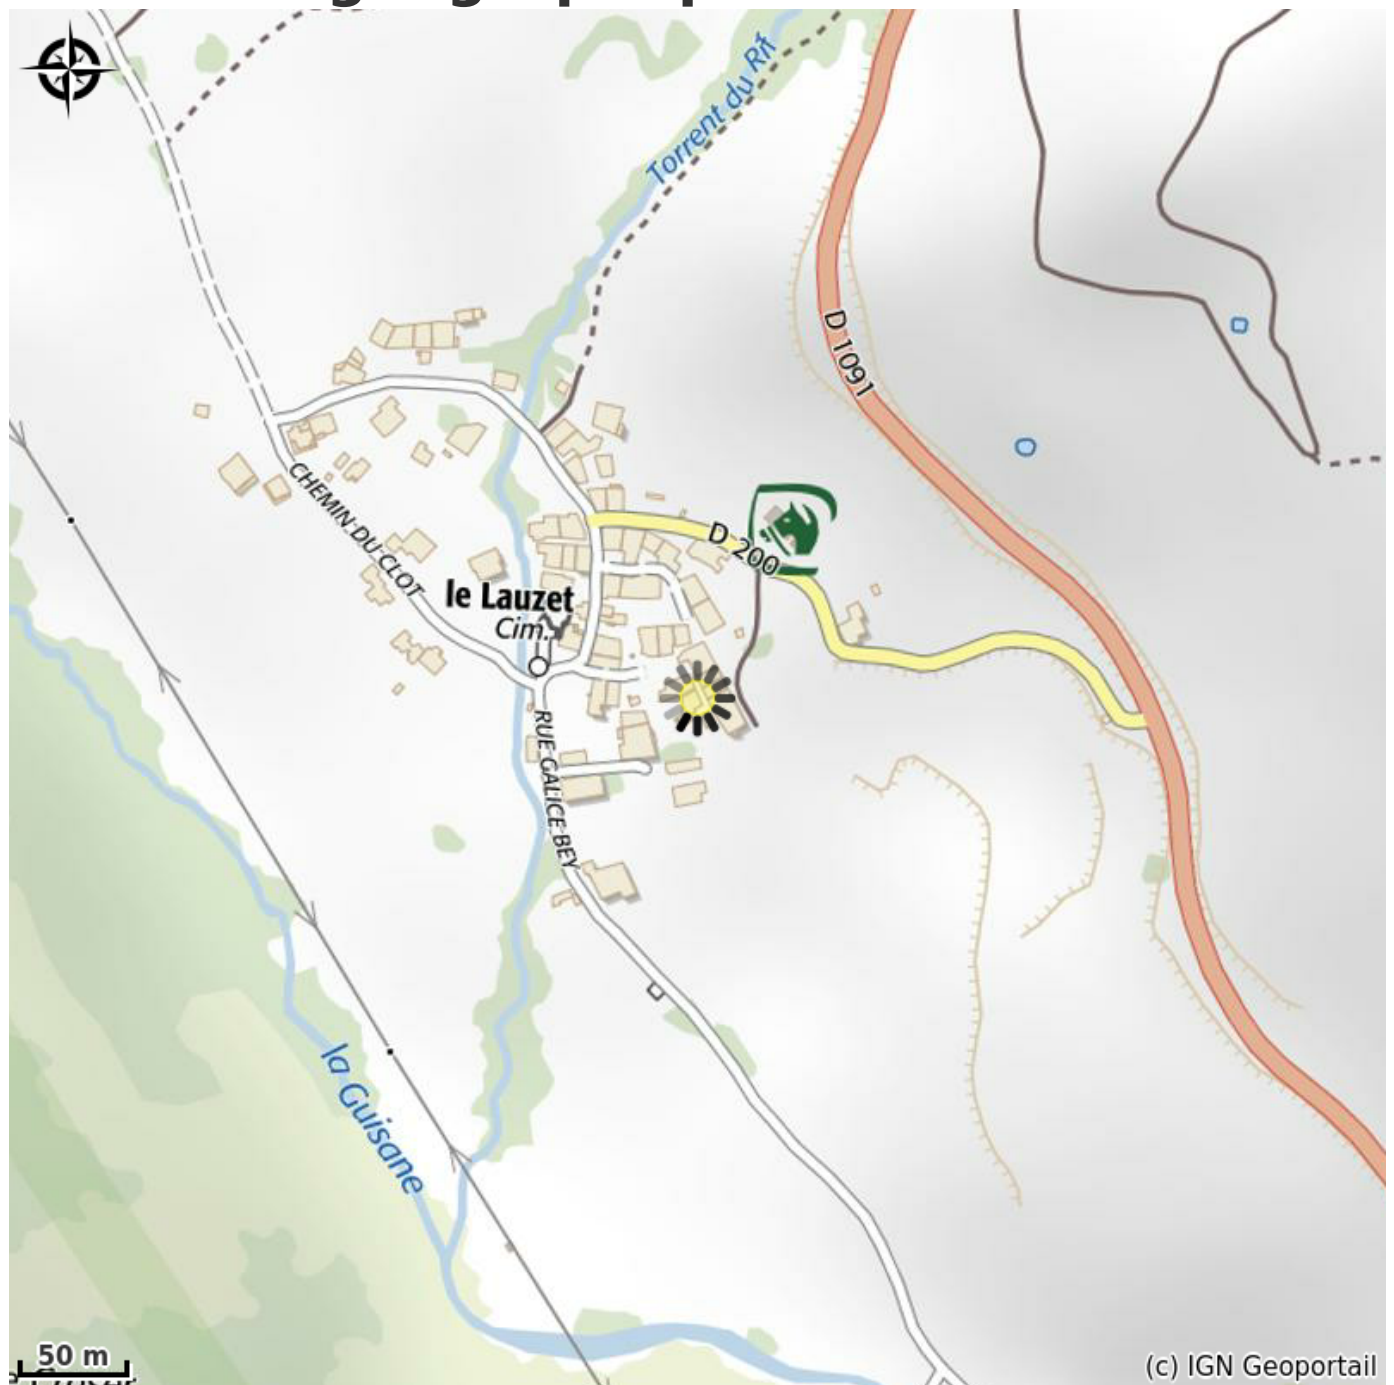 Torrent du Rif
D 1091
CHEMIN DU CLOT
D 200
le Lauzet
Cim.
RUE GALICE BEY
la Guisane
50 m
(c) IGN Geoportail